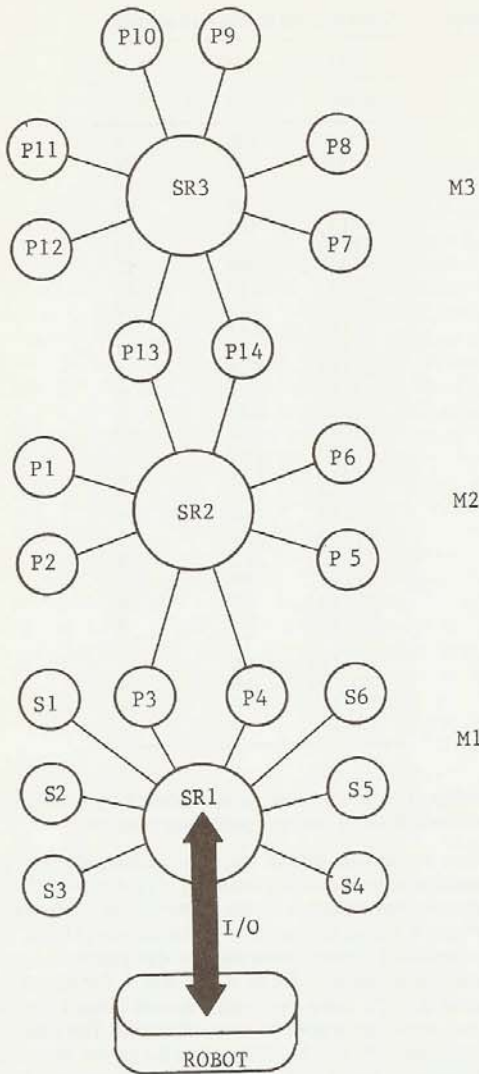 P10 P9
P11 P8
SR3 M3
P12 P7
P13 P14
P1 P6
SR2 M2
P2 P 5
S1 P3 P4 S6
M1
S2 SR1 S5
S3 S4
I/O
ROBOT